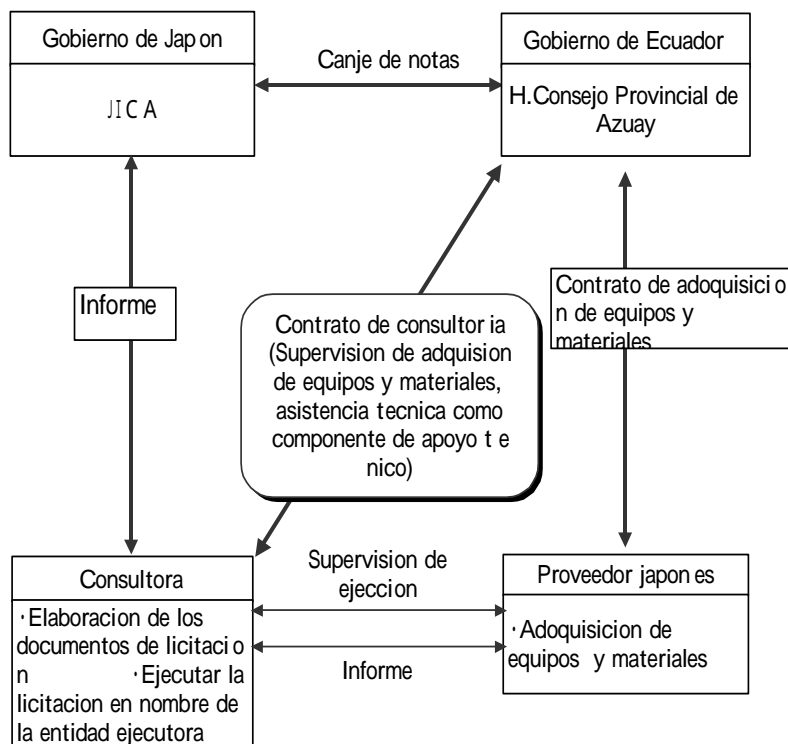 Gobierno de Jap on
JIC A
Canje de notas
Gobierno de Ecuador
H.Consejo Provincial de
Azuay
Informe
Contrato de consultor ia
(Supervision de adquision
de equipos y materiales,
asistencia tecnica como
componente de apoyo t e
nico)
Contrato de adoquisici o
n de equipos y
materiales
Consultora
·Elaboracion de los
documentos de licitaci o
n ·Ejecutar la
licitacion en nombre de
la entidad ejecutora
Supervision de
ejeccion
Informe
Proveedor japon es
·Adoquisicion de
equipos y materiales